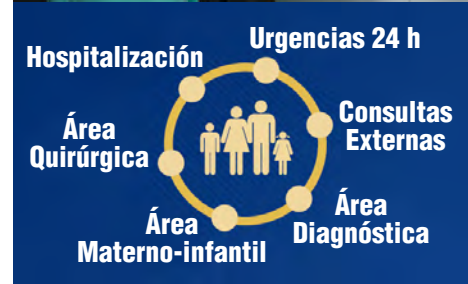 Urgencias 24 h
Hospitalización
Consultas
Externas
Área
Quirúrgica
Área
Diagnóstica
Área
Materno-infantil